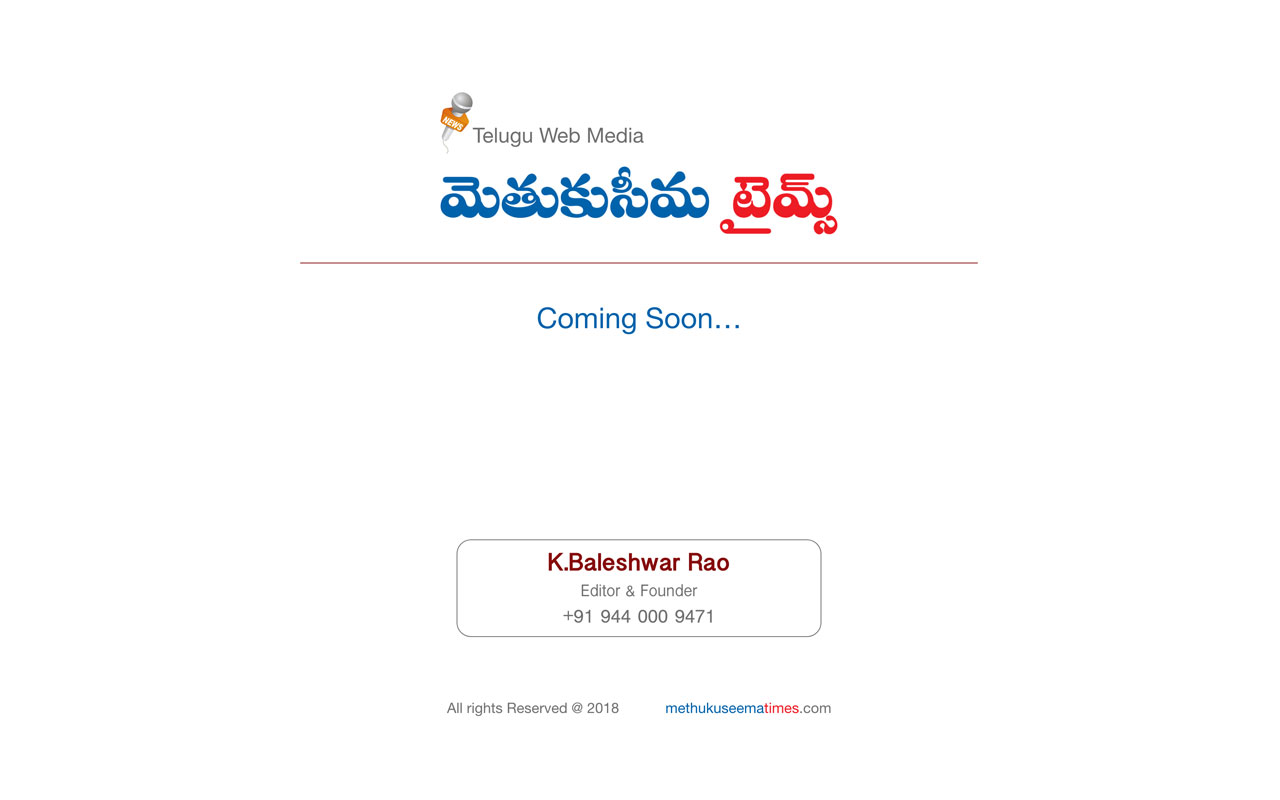 NEWS
Telugu Web Media
మెతుకుసీమ టైమ్స్
Coming Soon...
K.Baleshwar Rao
Editor & Founder
+91 944 000 9471
All rights Reserved @ 2018 methukuseematimes.com